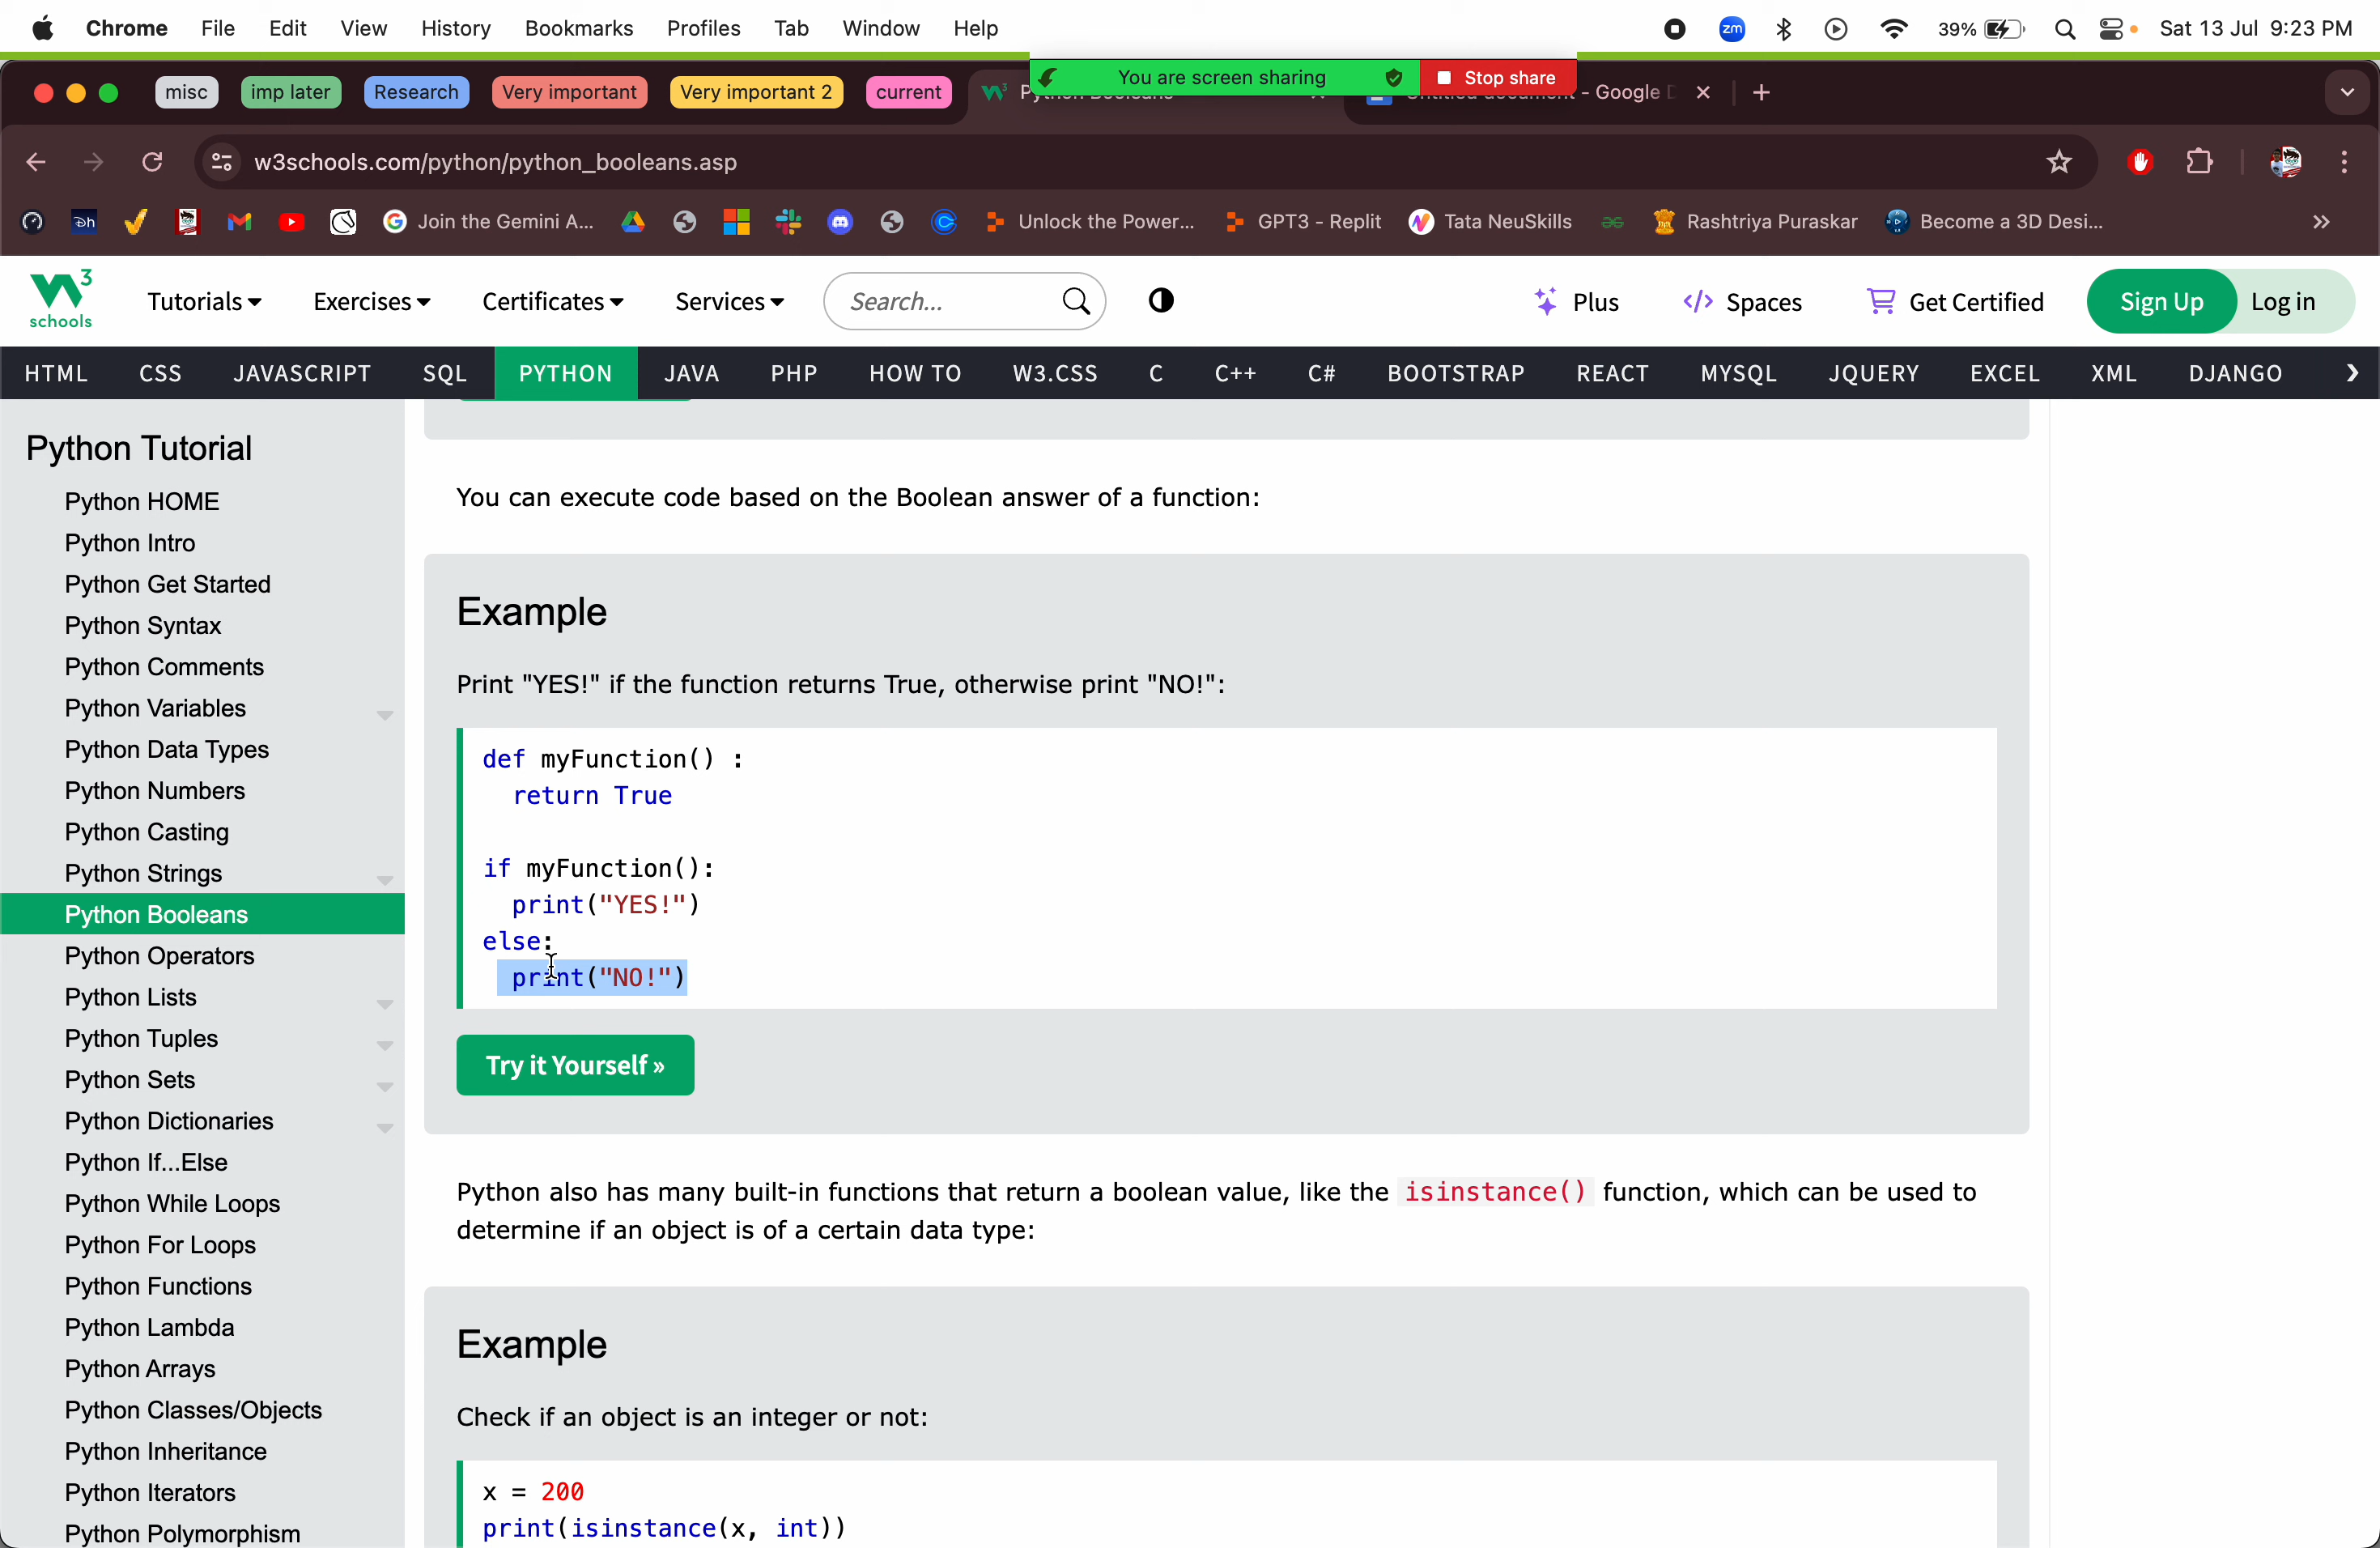 Chrome File Edit View History Bookmarks Profiles Tab Window Help zm 39% Sat 13 Jul 9:23 PM
You are screen sharing Stop share
misc imp later Research Very important Very important 2 current - Google
w3schools.com/python/python_booleans.asp
Join the Gemini A... Unlock the Power... GPT3 - Replit Tata NeuSkills Rashtriya Puraskar Become a 3D Desi...
W3 schools Tutorials Exercises Certificates Services Search... Plus Spaces Get Certified Sign Up Log in
HTML CSS JAVASCRIPT SQL PYTHON JAVA PHP HOW TO W3.CSS C C++ C# BOOTSTRAP REACT MYSQL JQUERY EXCEL XML DJANGO
Python Tutorial
Python HOME
Python Intro
Python Get Started
Python Syntax
Python Comments
Python Variables
Python Data Types
Python Numbers
Python Casting
Python Strings
Python Booleans
Python Operators
Python Lists
Python Tuples
Python Sets
Python Dictionaries
Python If...Else
Python While Loops
Python For Loops
Python Functions
Python Lambda
Python Arrays
Python Classes/Objects
Python Inheritance
Python Iterators
Python Polymorphism
You can execute code based on the Boolean answer of a function:
Example
Print "YES!" if the function returns True, otherwise print "NO!":
def myFunction() :
return True
if myFunction():
print("YES!")
else:
print("NO!")
Try it Yourself »
Python also has many built-in functions that return a boolean value, like the isinstance() function, which can be used to
determine if an object is of a certain data type:
Example
Check if an object is an integer or not:
x = 200
print(isinstance(x, int))